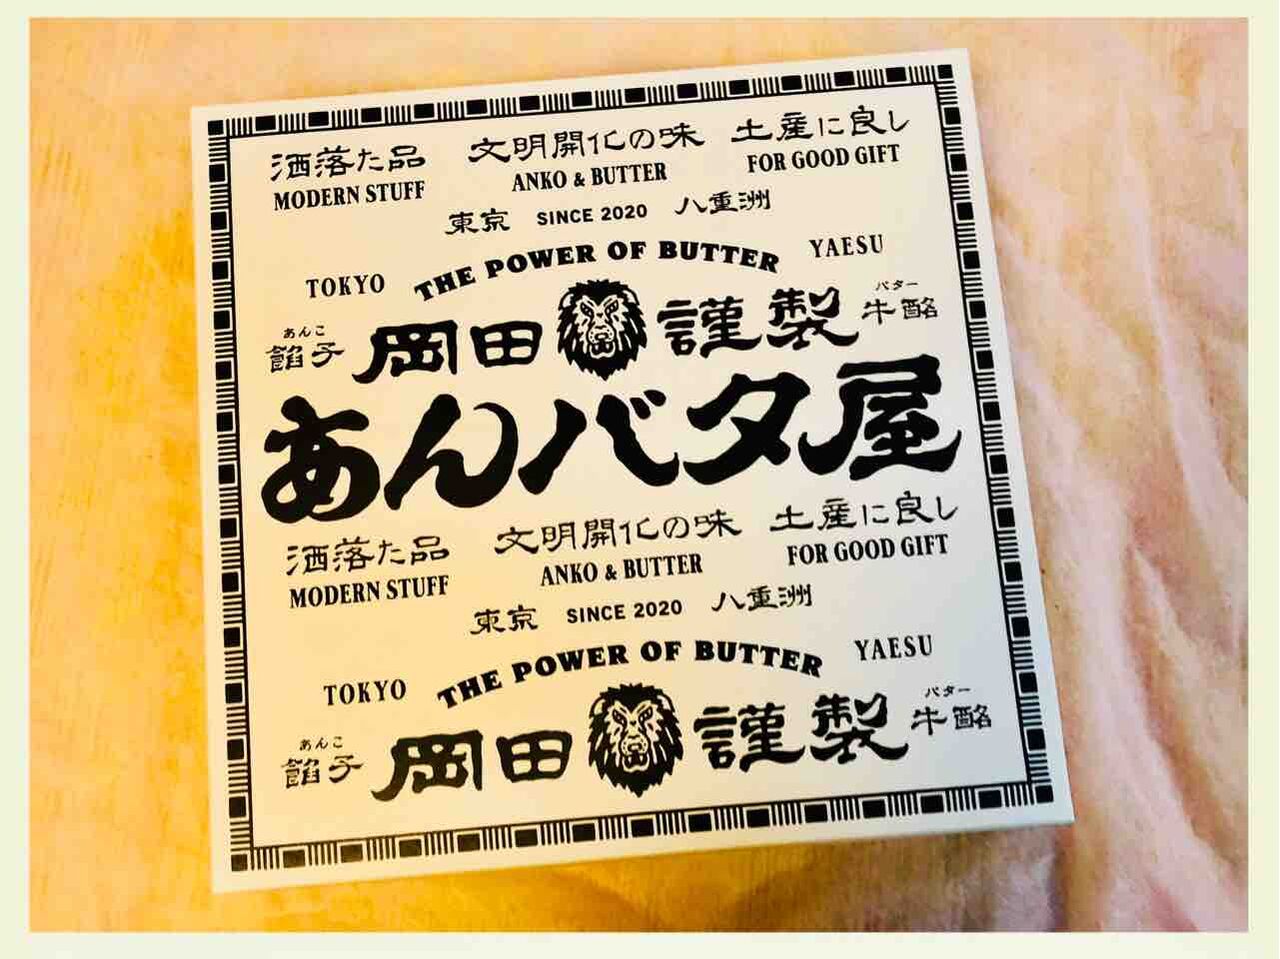 洒落た品 文明開化の味 土産に良し
MODERN STUFF ANKO & BUTTER FOR GOOD GIFT
東京 SINCE 2020 八重洲
TOKYO THE POWER OF BUTTER YAESU
あんこ バター
餡子 岡田 謹製 牛酪
あんバタ屋
洒落た品 文明開化の味 土産に良し
MODERN STUFF ANKO & BUTTER FOR GOOD GIFT
東京 SINCE 2020 八重洲
TOKYO THE POWER OF BUTTER YAESU
あんこ バター
餡子 岡田 謹製 牛酪